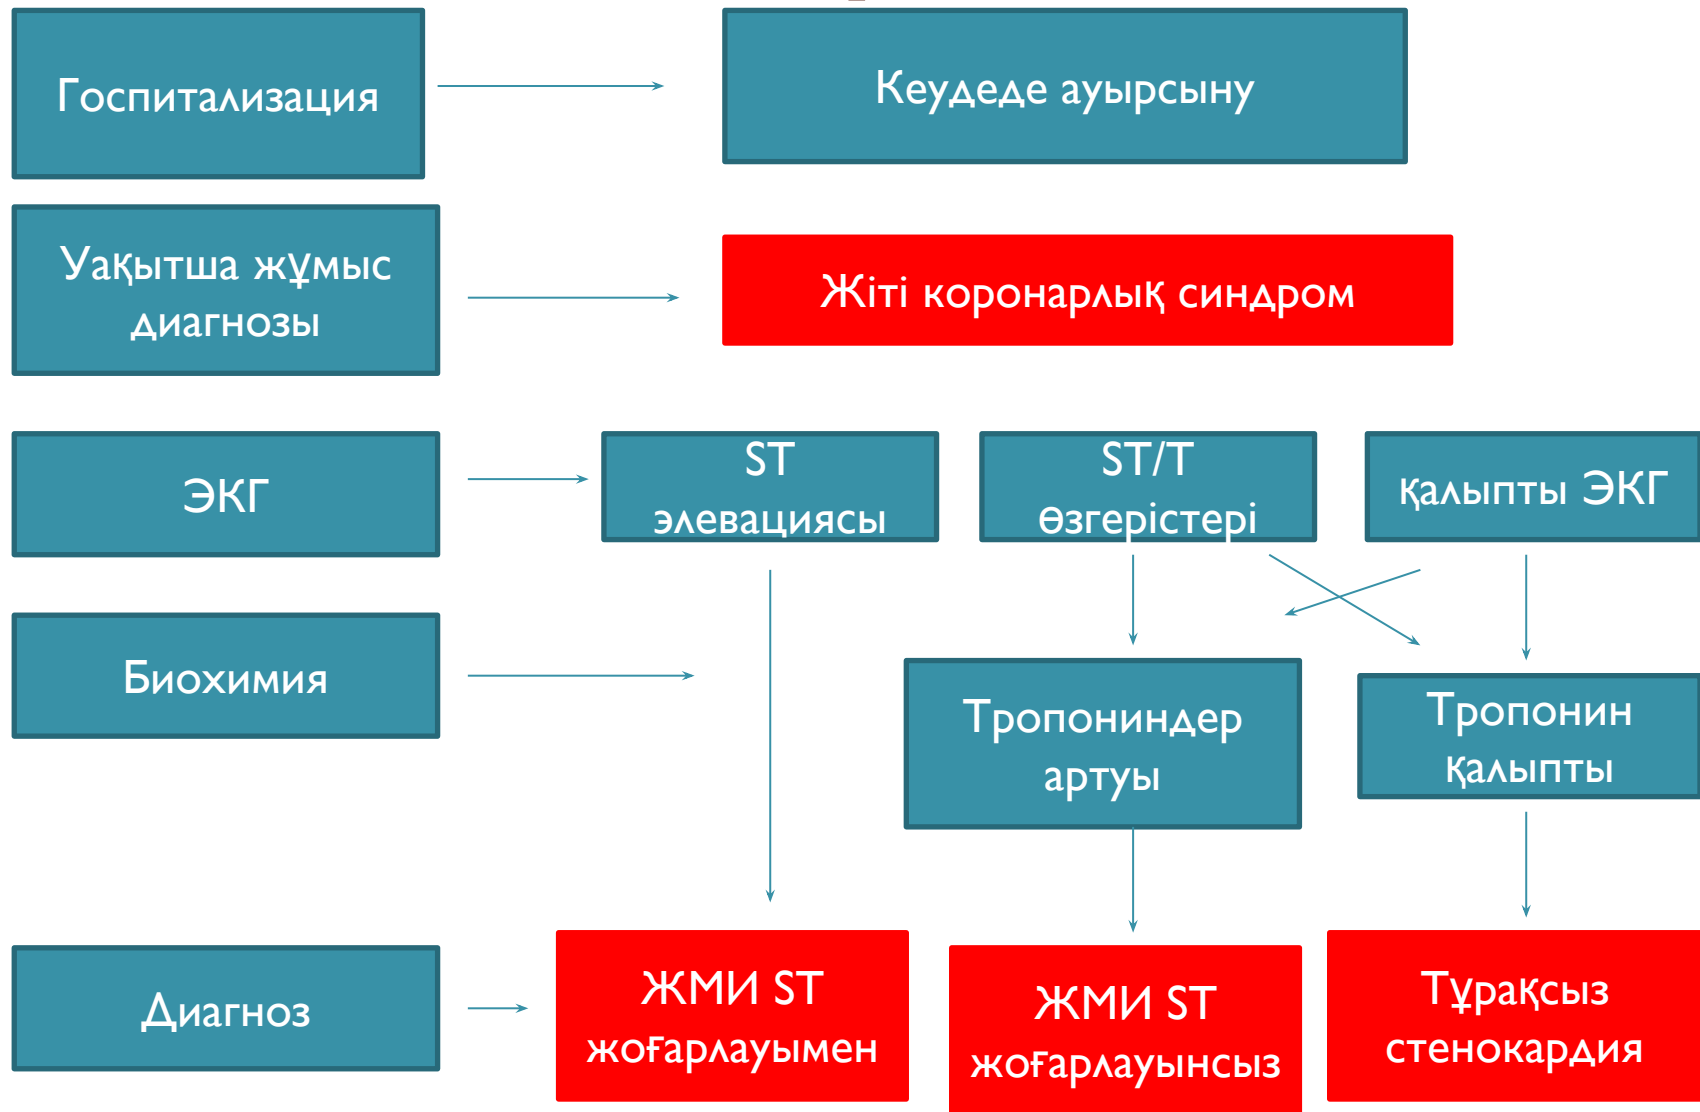 Госпитализация
Кеудеде ауырсыну
Уақытша жұмыс
диагнозы
Жіті коронарлық синдром
ЭКГ
ST
элевациясы
ST/T
өзгерістері
қалыпты ЭКГ
Биохимия
Тропониндер
артуы
Тропонин
қалыпты
Диагноз
ЖМИ ST
жоғарлауымен
ЖМИ ST
жоғарлауынсыз
Тұрақсыз
стенокардия